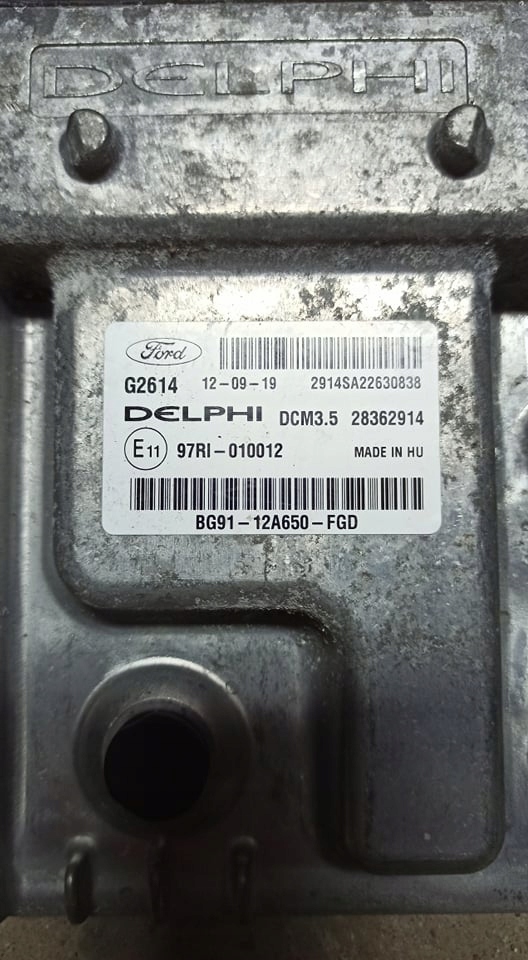 DELPHI
Ford
G2614 12-09-19 2914SA22630838
DELPHI DCM3.5 28362914
E11 97RI-010012 MADE IN HU
BG91-12A650-FGD